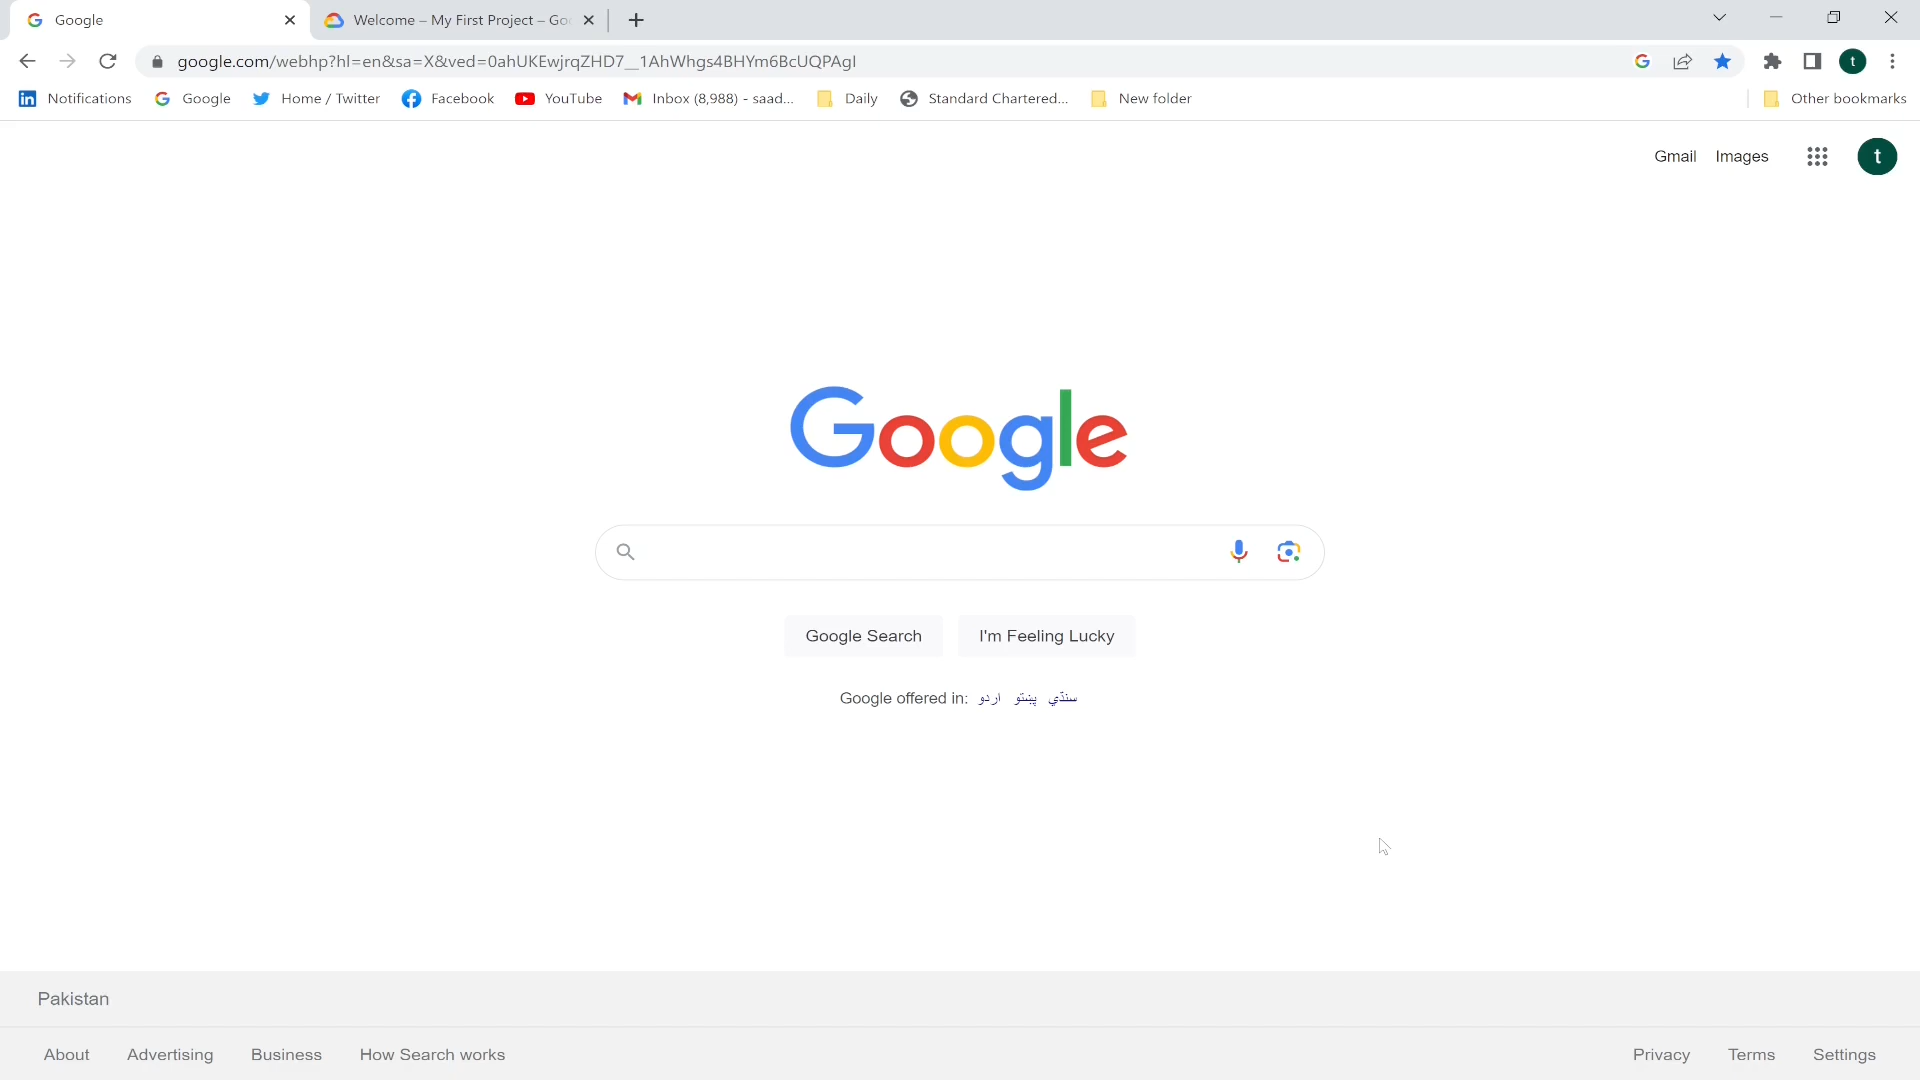 Google
Welcome – My First Project – Goo
google.com/webhp?hl=en&sa=X&ved=0ahUKEwjrqZHD7__1AhWhgs4BHYm6BcUQPAgI
t
in Notifications
Google
Home / Twitter
Facebook
YouTube
Inbox (8,988) - saad...
Daily
Standard Chartered...
New folder
Other bookmarks
Gmail
Images
t
Google
Google Search
I'm Feeling Lucky
Google offered in: اردو پښتو سنڌي
Pakistan
About
Advertising
Business
How Search works
Privacy
Terms
Settings